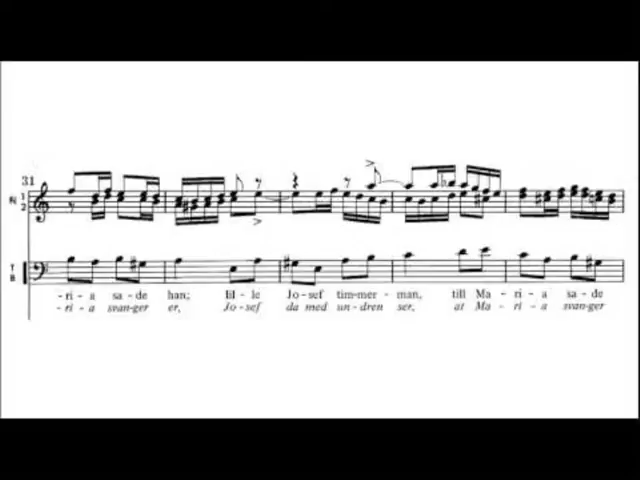 31
1
2
T
B
- ri - a sa - de han; lil - le Jo - sef tim - mer - man, till Ma - ri - a sa - de
- ri - a svan-ger er, Jo - sef da med un - dren ser, at Ma - ri - a svan-ger